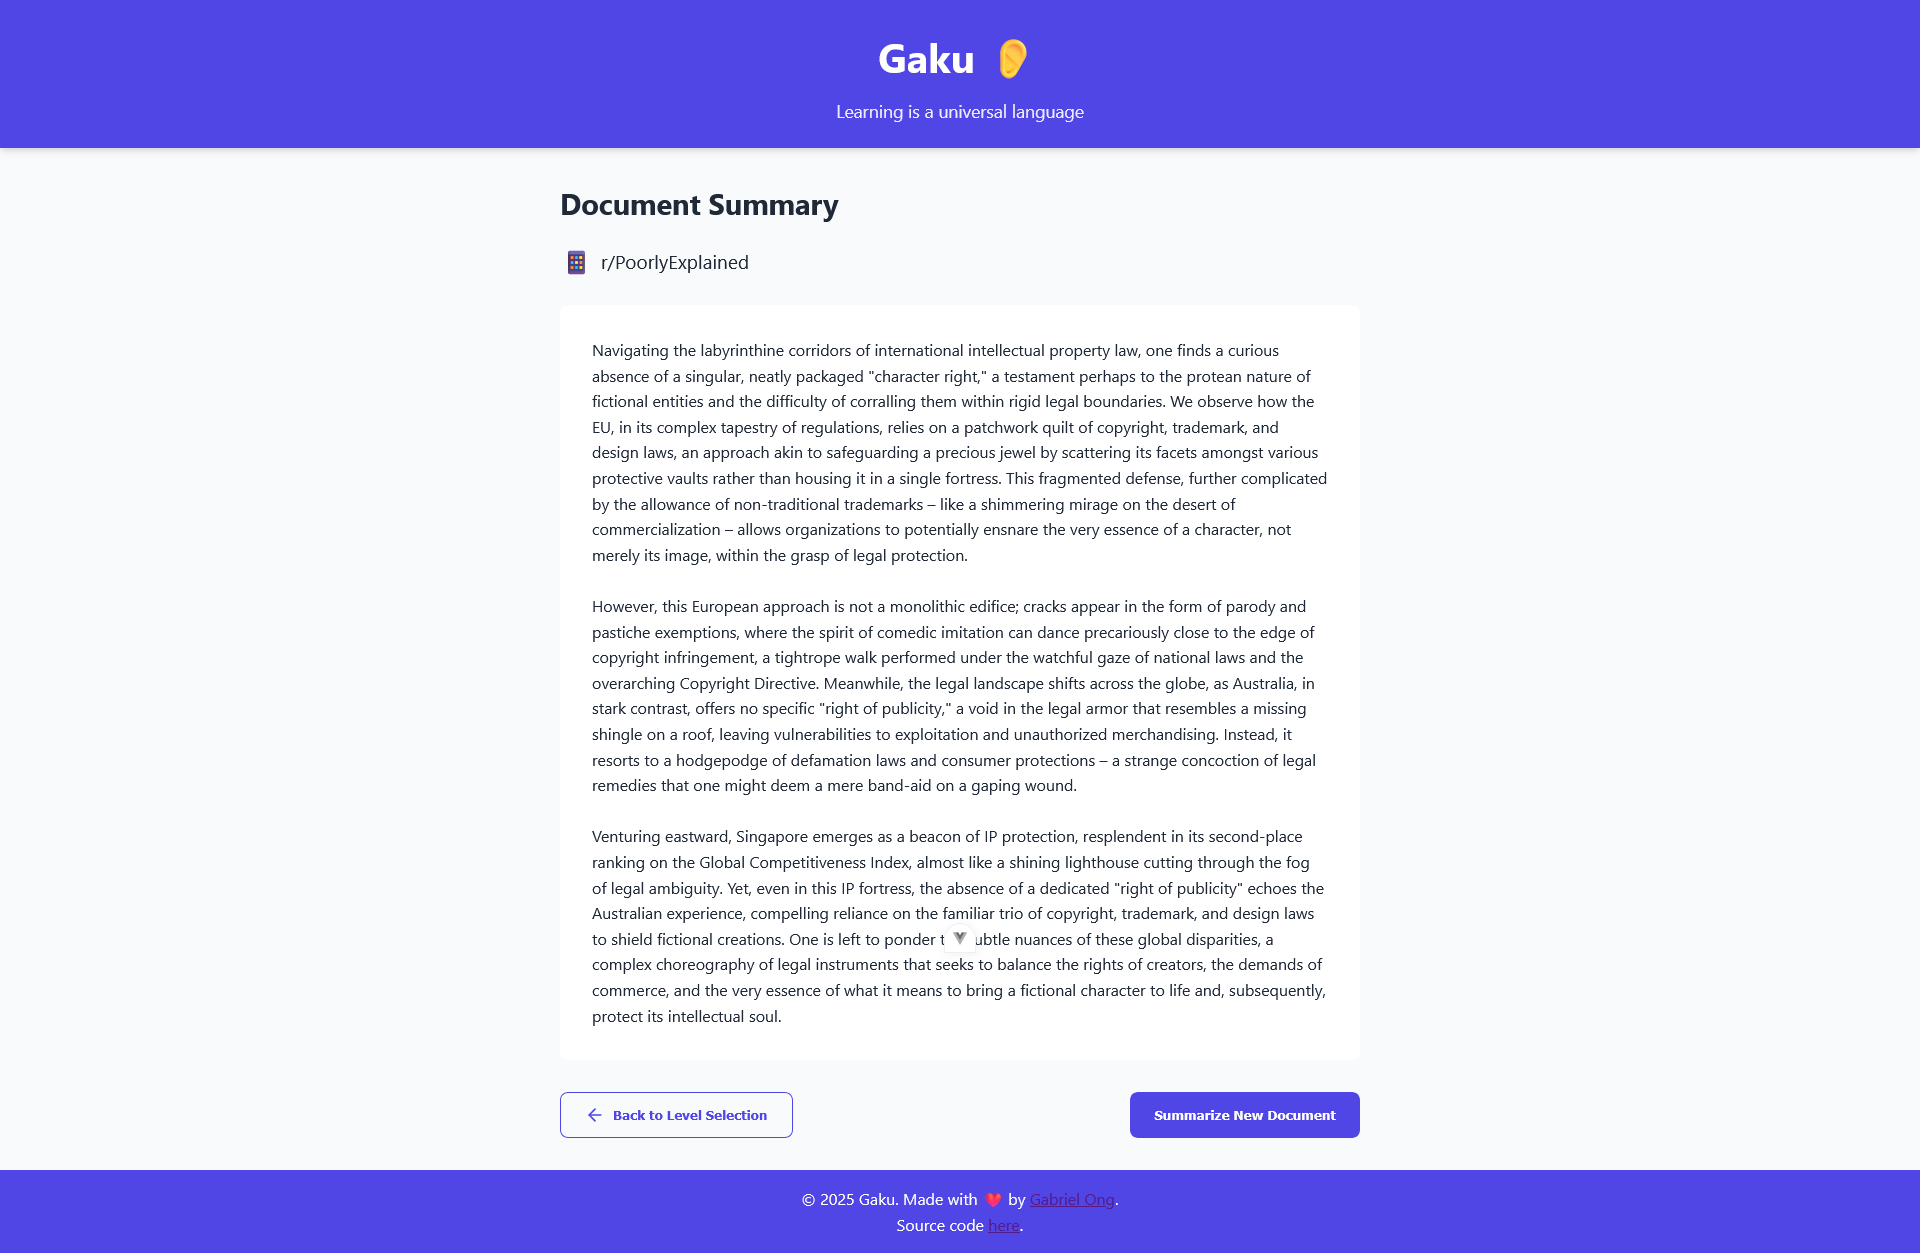 Gaku 👂
Learning is a universal language
Document Summary
r/PoorlyExplained
Navigating the labyrinthine corridors of international intellectual property law, one finds a curious
absence of a singular, neatly packaged "character right," a testament perhaps to the protean nature of
fictional entities and the difficulty of corralling them within rigid legal boundaries. We observe how the
EU, in its complex tapestry of regulations, relies on a patchwork quilt of copyright, trademark, and
design laws, an approach akin to safeguarding a precious jewel by scattering its facets amongst various
protective vaults rather than housing it in a single fortress. This fragmented defense, further complicated
by the allowance of non-traditional trademarks – like a shimmering mirage on the desert of
commercialization – allows organizations to potentially ensnare the very essence of a character, not
merely its image, within the grasp of legal protection.
However, this European approach is not a monolithic edifice; cracks appear in the form of parody and
pastiche exemptions, where the spirit of comedic imitation can dance precariously close to the edge of
copyright infringement, a tightrope walk performed under the watchful gaze of national laws and the
overarching Copyright Directive. Meanwhile, the legal landscape shifts across the globe, as Australia, in
stark contrast, offers no specific "right of publicity," a void in the legal armor that resembles a missing
shingle on a roof, leaving vulnerabilities to exploitation and unauthorized merchandising. Instead, it
resorts to a hodgepodge of defamation laws and consumer protections – a strange concoction of legal
remedies that one might deem a mere band-aid on a gaping wound.
Venturing eastward, Singapore emerges as a beacon of IP protection, resplendent in its second-place
ranking on the Global Competitiveness Index, almost like a shining lighthouse cutting through the fog
of legal ambiguity. Yet, even in this IP fortress, the absence of a dedicated "right of publicity" echoes the
Australian experience, compelling reliance on the familiar trio of copyright, trademark, and design laws
to shield fictional creations. One is left to ponder nuances of these global disparities, a
complex choreography of legal instruments that seeks to balance the rights of creators, the demands of
commerce, and the very essence of what it means to bring a fictional character to life and, subsequently,
protect its intellectual soul.
← Back to Level Selection
Summarize New Document
© 2025 Gaku. Made with ❤️ by Gabriel Ong.
Source code here.